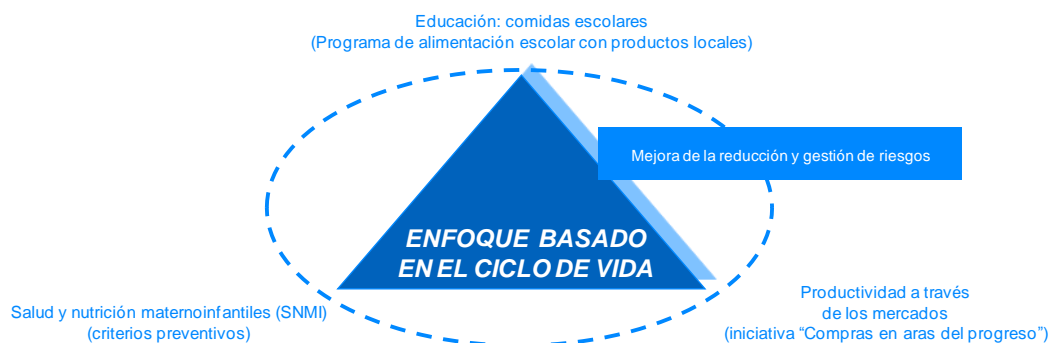 Educación: comidas escolares
(Programa de alimentación escolar con productos locales)
Mejora de la reducción y gestión de riesgos
ENFOQUE BASADO
EN EL CICLO DE VIDA
Salud y nutrición maternoinfantiles (SNMI)
(criterios preventivos)
Productividad a través
de los mercados
(iniciativa “Compras en aras del progreso”)